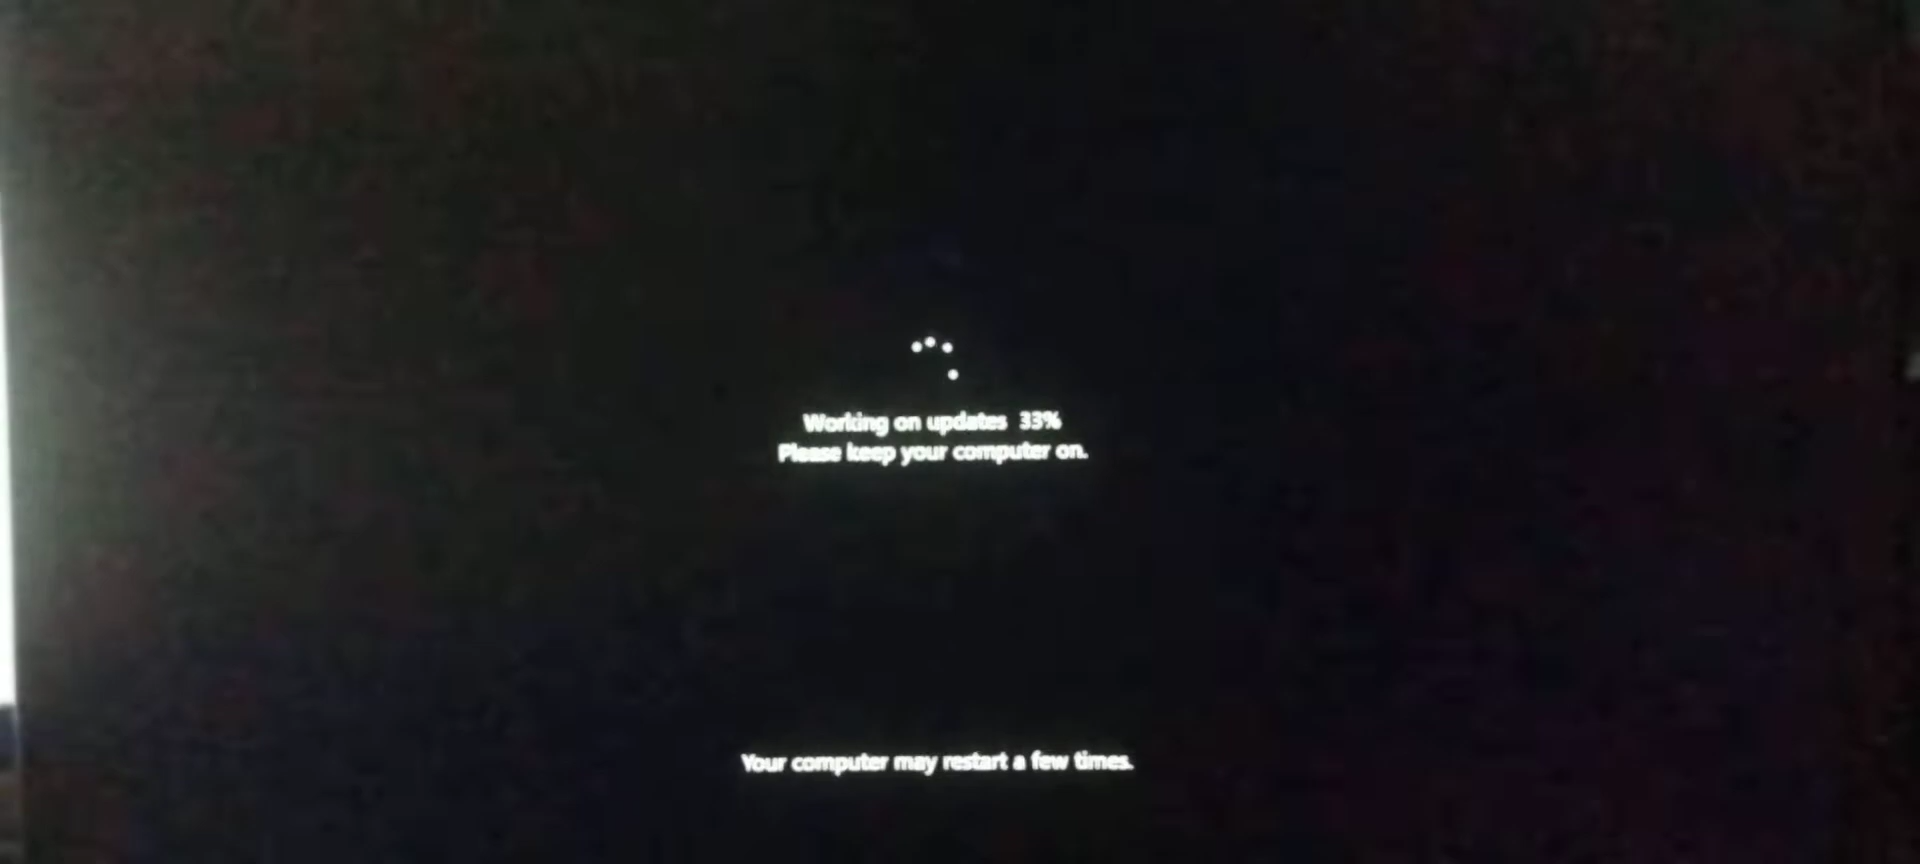 Working on updates 33%
Please keep your computer on.
Your computer may restart a few times.